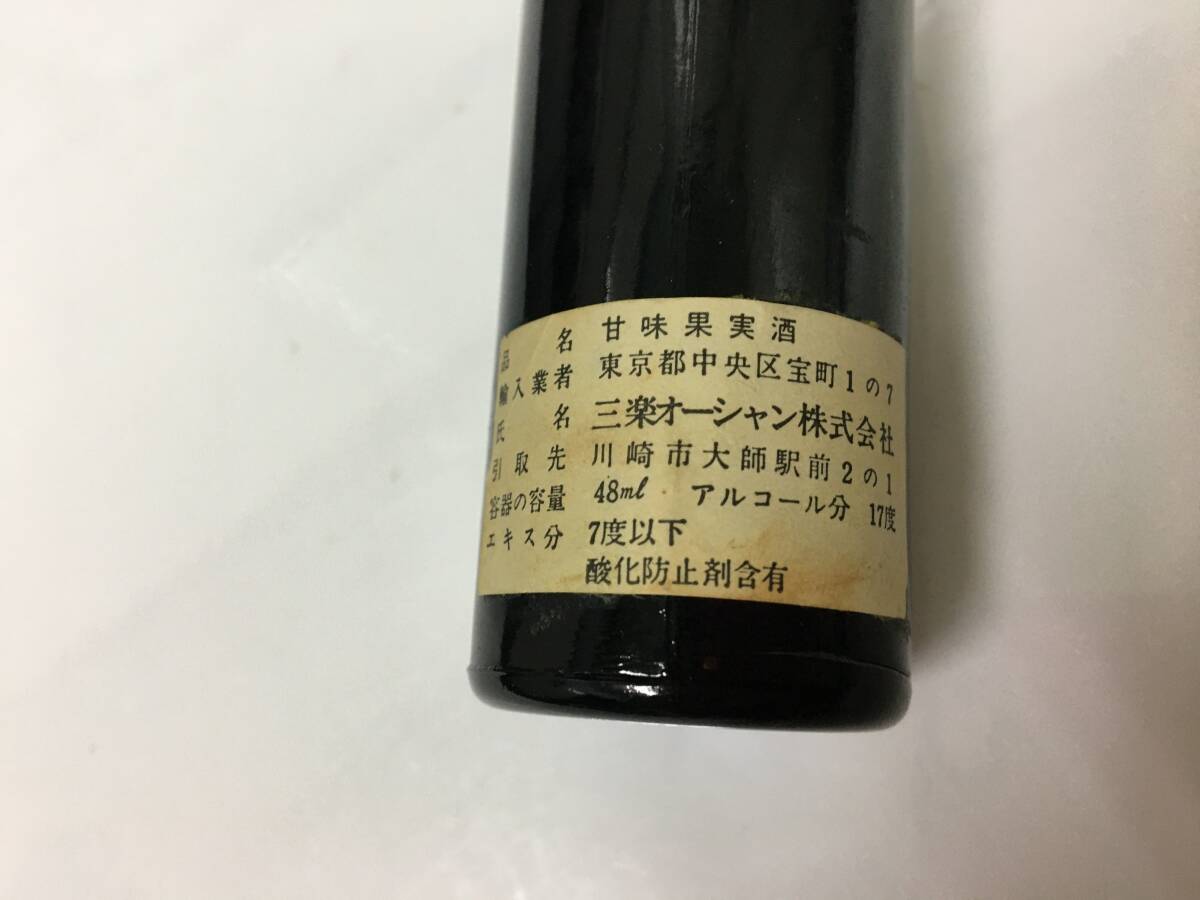 品名 甘味果実酒
輸入業者 東京都中央区宝町1の7
氏名 三楽オーシャン株式会社
引取先 川崎市大師駅前2の1
容器の容量 48ml アルコール分 17度
エキス分 7度以下
酸化防止剤含有